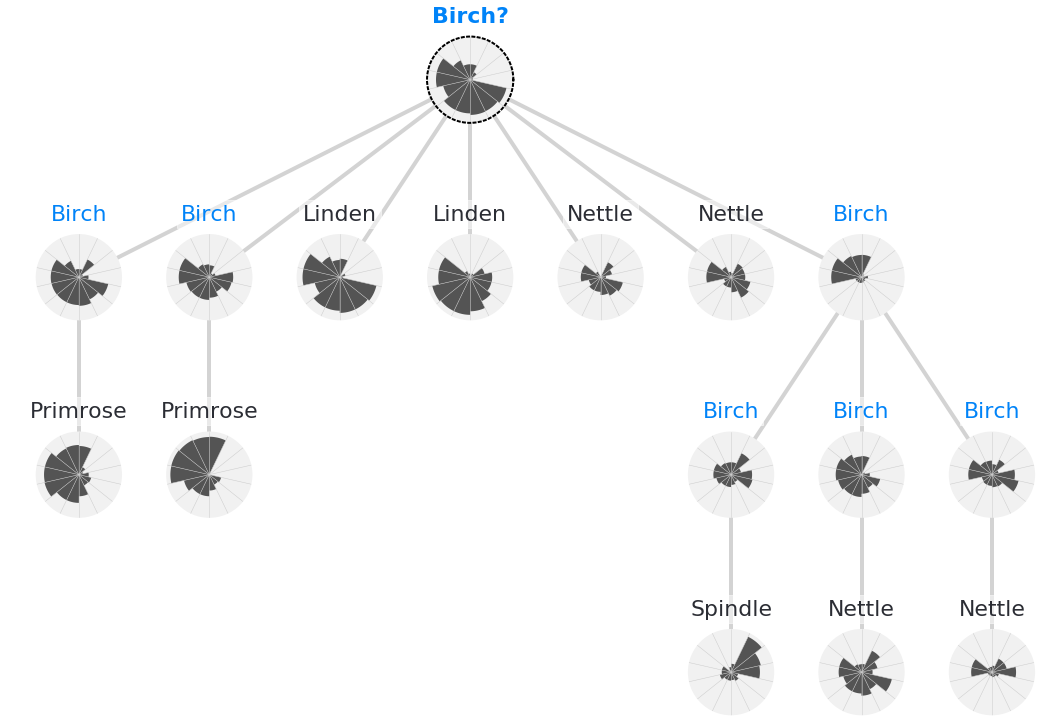 Birch?
Birch
Birch
Linden
Linden
Nettle
Nettle
Birch
Primrose
Primrose
Birch
Birch
Birch
Spindle
Nettle
Nettle